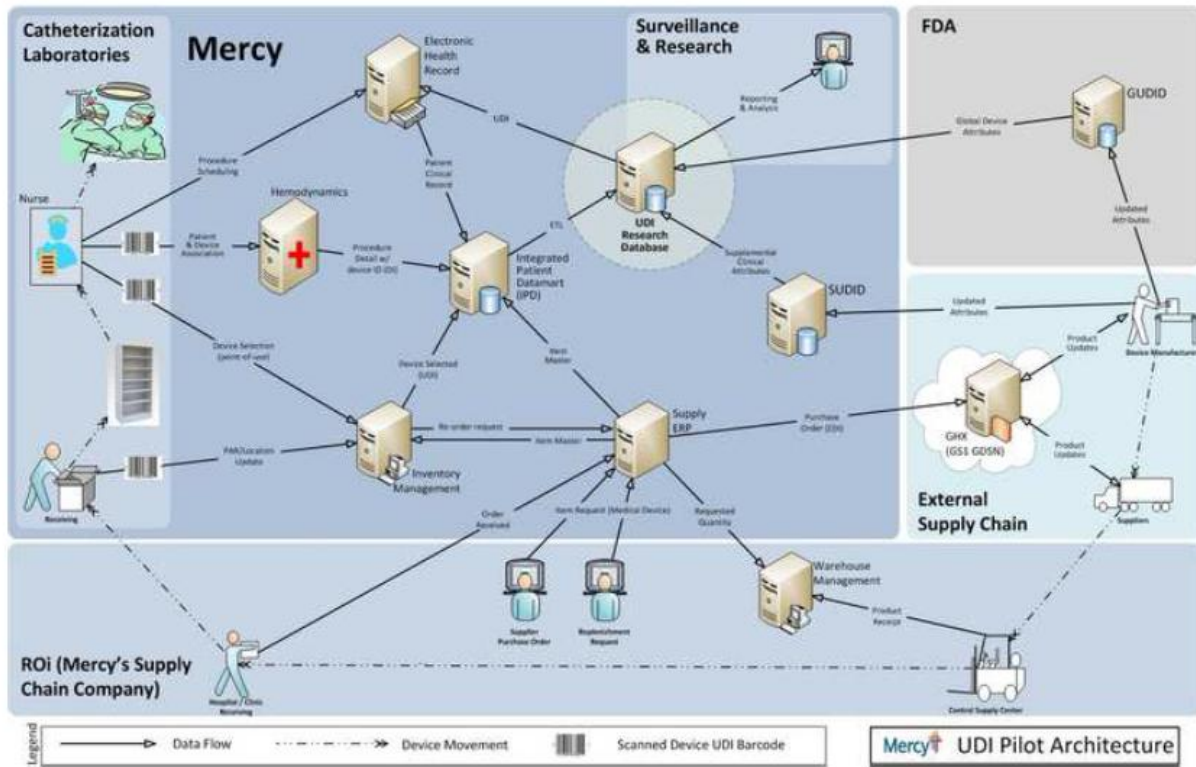 Catheterization
Laboratories
Mercy
Electronic
Health
Record
Surveillance
& Research
FDA
Reporting
& Analysis
GUDID
UDI
Global Device
Attributes
Procedure
Scheduling
Patient
Clinical
Record
Nurse
Hemodynamics
UDI
Research
Database
ETL
Updated
Attributes
Patient
& Device
Association
Procedure
Detail w/
device ID (DI)
Integrated
Patient
Datamart
(IPD)
Supplemental
Clinical
Attributes
SUDID
Updated
Attributes
Device Manufacturer
Device Selection
(point-of-use)
Device Selected
(UDI)
Item
Master
Product
Updates
Supply
ERP
Purchase
Order (EDI)
GHX
(GS1 GDSN)
Product
Updates
Re-order request
Item Master
PAR/Location
Update
Inventory
Management
Receiving
External
Supply Chain
Suppliers
Order
Received
Item Request (Medical Device)
Requested
Quantity
Warehouse
Management
Supplier
Purchase Order
Replenishment
Request
Product
Receipt
ROi (Mercy's Supply
Chain Company)
Hospital / Clinic
Receiving
Control Supply Center
Legend
Data Flow
Device Movement
Scanned Device UDI Barcode
Mercy UDI Pilot Architecture